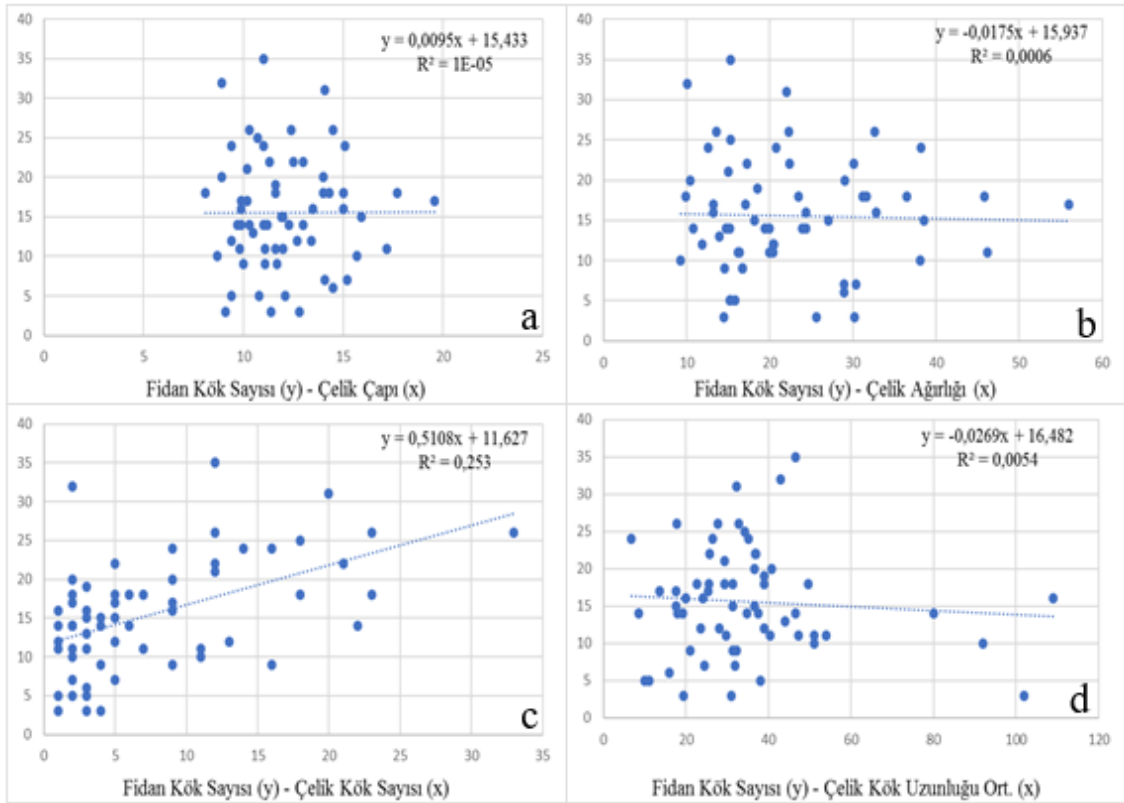 40
35
30
25
20
15
10
5
0
y = 0,0095x + 15,433
R² = 1E-05
a
0 5 10 15 20 25
Fidan Kök Sayısı (y) - Çelik Çapı (x)
40
35
30
25
20
15
10
5
0
y = -0,0175x + 15,937
R² = 0,0006
b
0 10 20 30 40 50 60
Fidan Kök Sayısı (y) - Çelik Ağırlığı (x)
40
35
30
25
20
15
10
5
0
y = 0,5108x + 11,627
R² = 0,253
c
0 5 10 15 20 25 30 35
Fidan Kök Sayısı (y) - Çelik Kök Sayısı (x)
40
35
30
25
20
15
10
5
0
y = -0,0269x + 16,482
R² = 0,0054
d
0 20 40 60 80 100 120
Fidan Kök Sayısı (y) - Çelik Kök Uzunluğu Ort. (x)